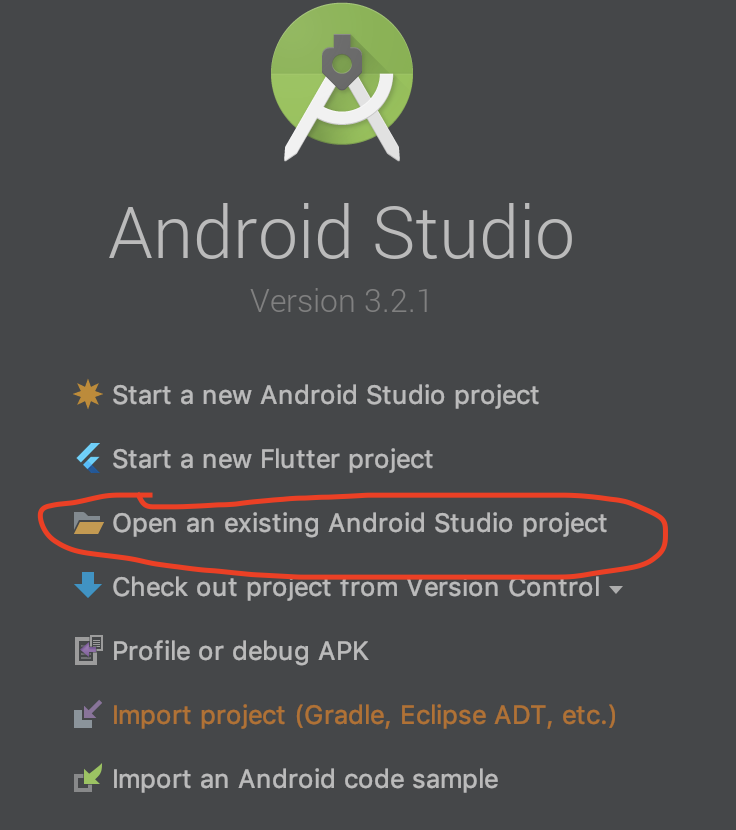 Android Studio
Version 3.2.1
Start a new Android Studio project
Start a new Flutter project
Open an existing Android Studio project
Check out project from Version Control
Profile or debug APK
Import project (Gradle, Eclipse ADT, etc.)
Import an Android code sample